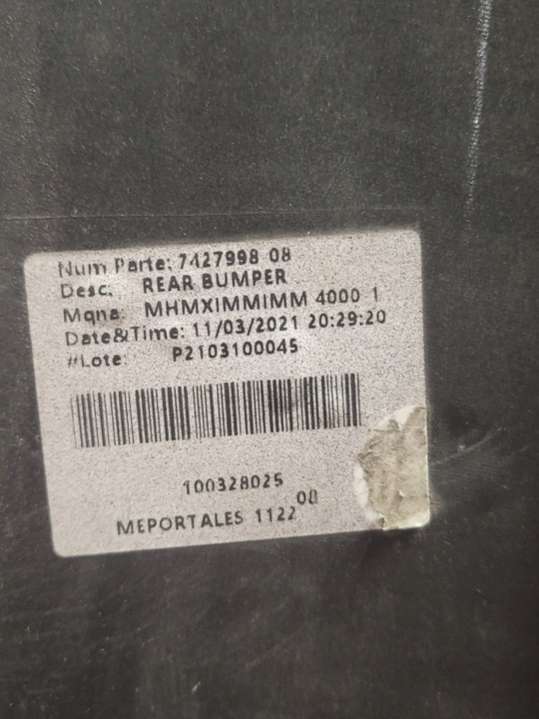 Num Parte: 7427998 08
Desc: REAR BUMPER
Mqna: MHMXIMMIMM 4000 1
Date&Time: 11/03/2021 20:29:20
#Lote: P2103100045
100328025
00
MEPORTALES 1122